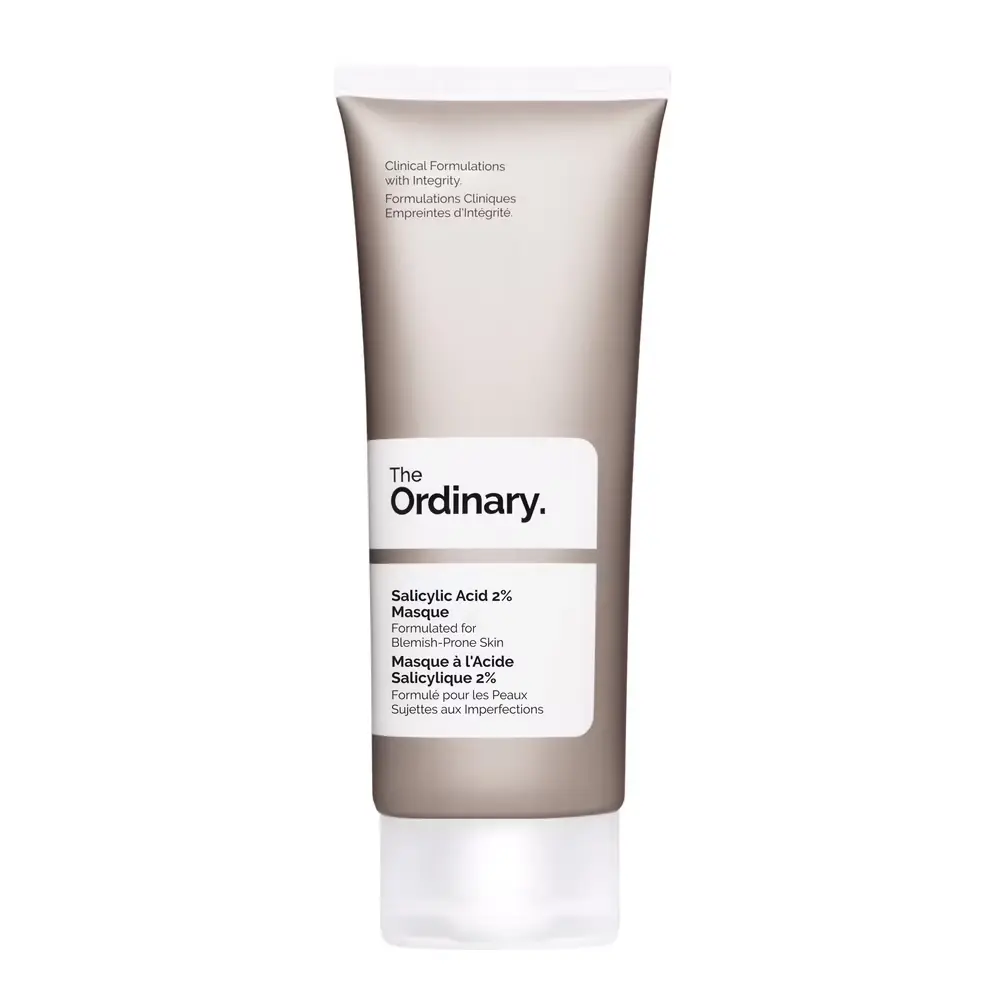 Clinical Formulations
with Integrity.
Formulations Cliniques
Empreintes d'Intégrité.
The
Ordinary.
Salicylic Acid 2%
Masque
Formulated for
Blemish-Prone Skin
Masque à l'Acide
Salicylique 2%
Formulé pour les Peaux
Sujettes aux Imperfections